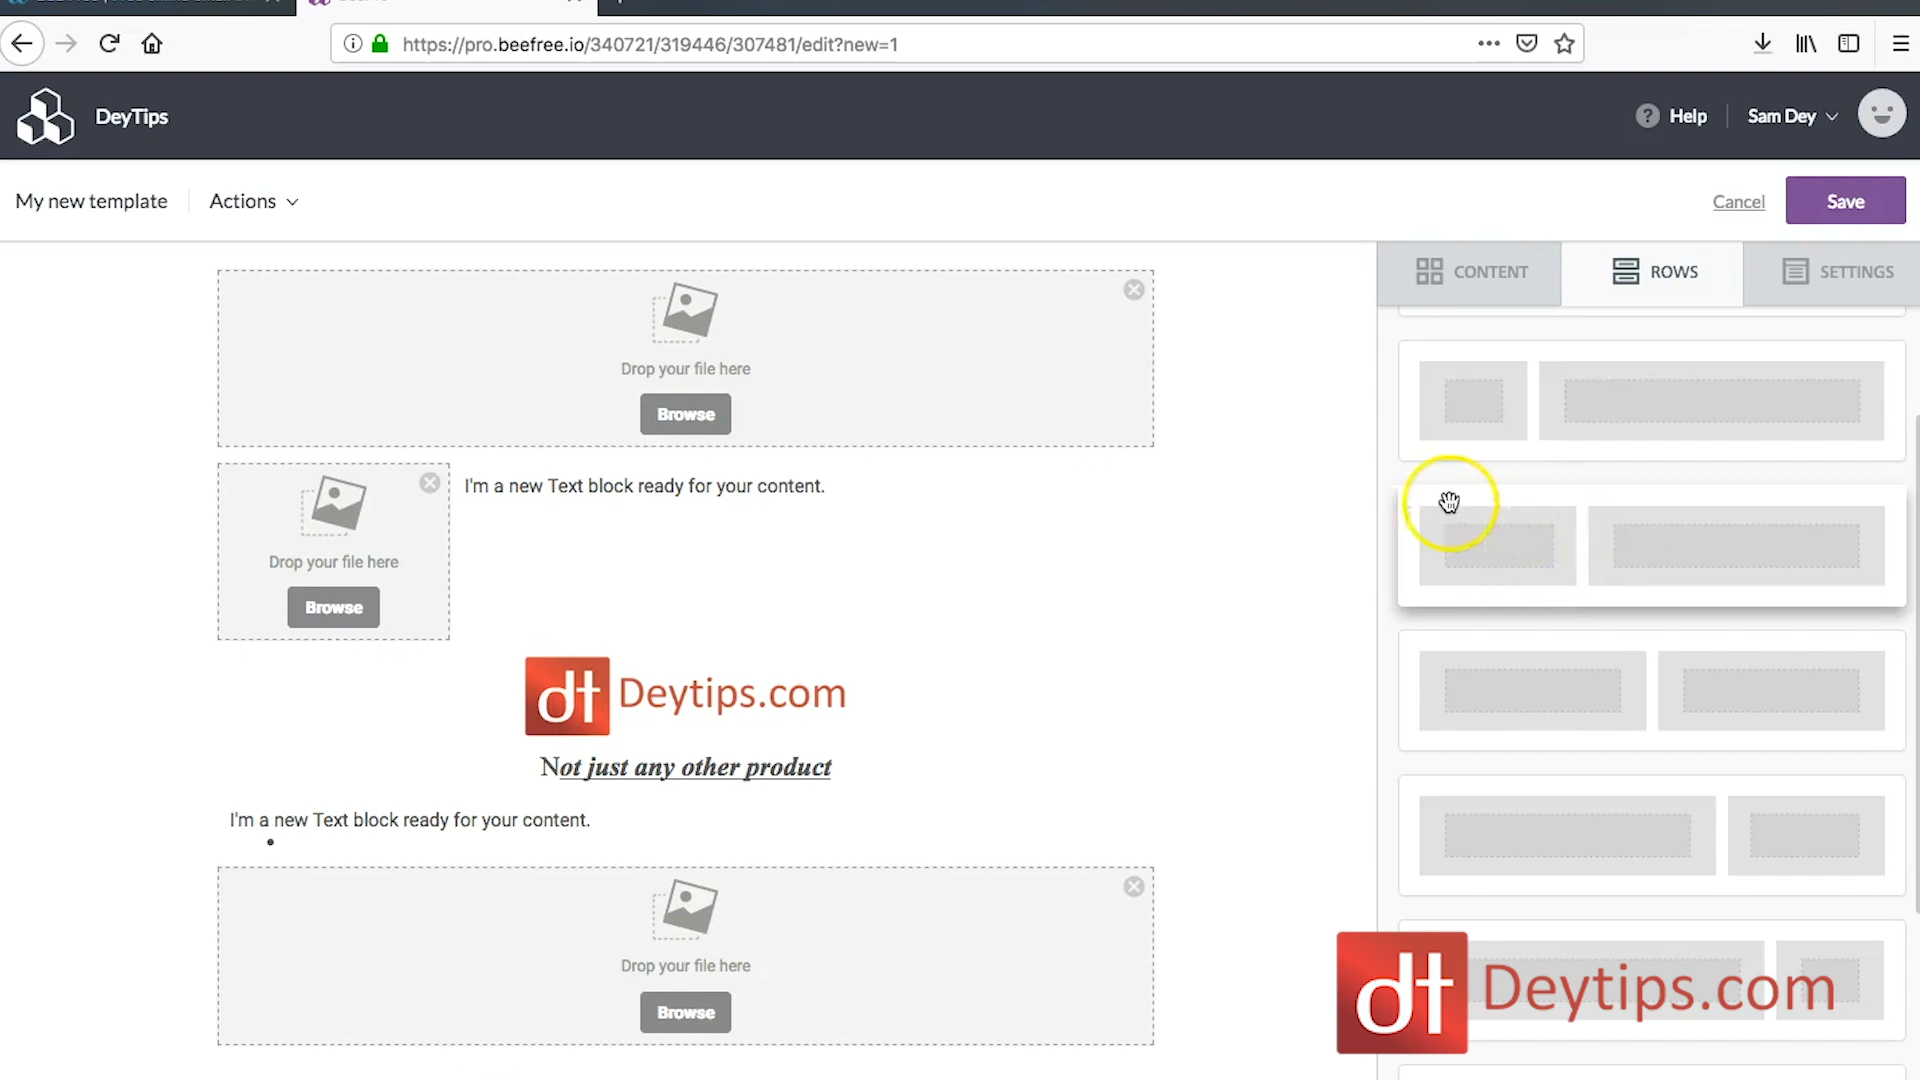 https://pro.beefree.io/340721/319446/307481/edit?new=1
DeyTips
? Help
Sam Dey
My new template
Actions
Cancel
Save
CONTENT
ROWS
SETTINGS
Drop your file here
Browse
Drop your file here
Browse
I'm a new Text block ready for your content.
dt Deytips.com
Not just any other product
I'm a new Text block ready for your content.
Drop your file here
Browse
dt Deytips.com